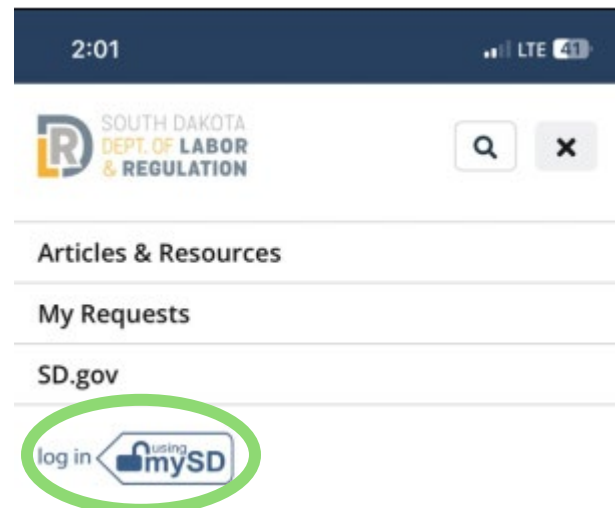 2:01 LTE 41
SOUTH DAKOTA
DEPT. OF LABOR
& REGULATION
Articles & Resources
My Requests
SD.gov
log in using mySD